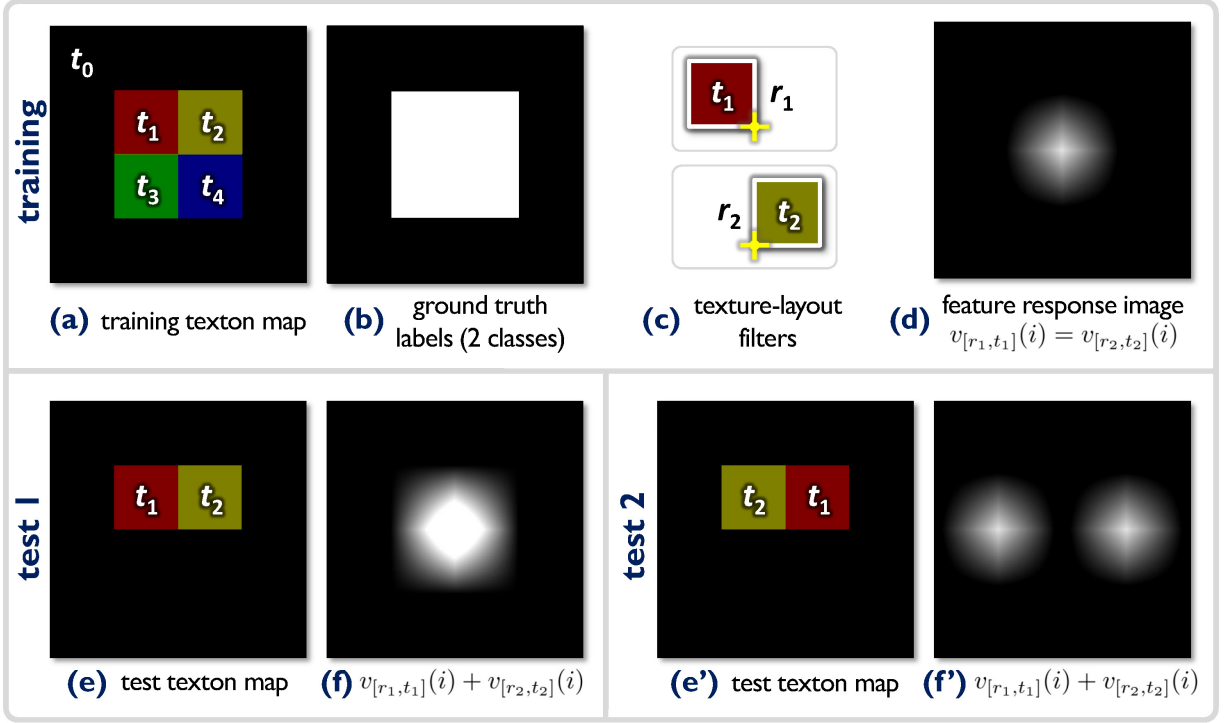 training
t0
t1 t2
t3 t4
(a) training texton map
(b) ground truth
labels (2 classes)
t1 r1
r2 t2
(c) texture-layout
filters
(d) feature response image
v[r1,t1](i) = v[r2,t2](i)
test 1
t1 t2
(e) test texton map
(f) v[r1,t1](i) + v[r2,t2](i)
test 2
t2 t1
(e') test texton map
(f') v[r1,t1](i) + v[r2,t2](i)